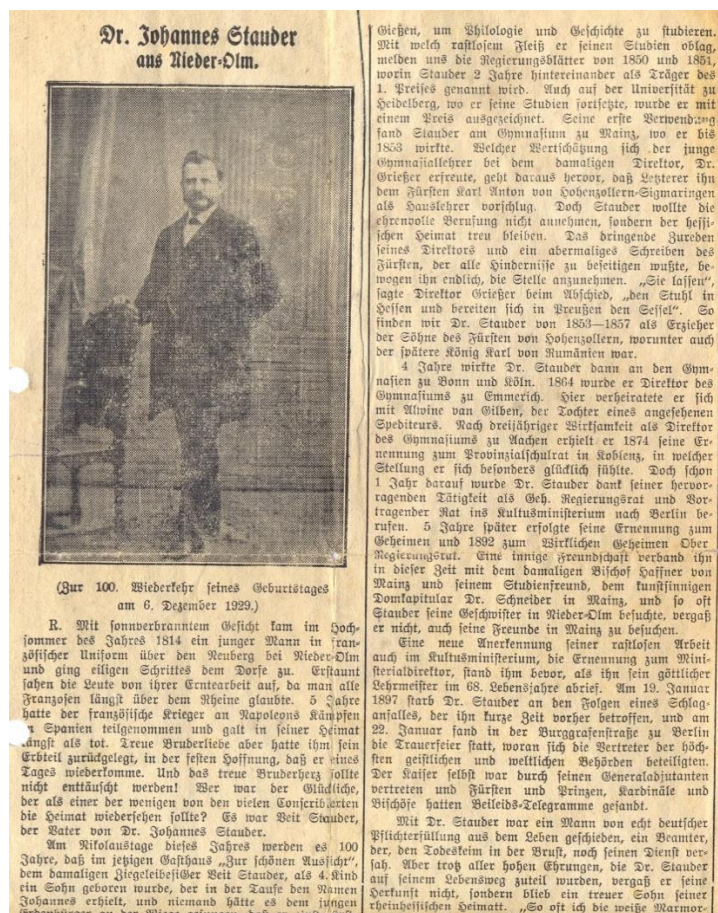 Dr. Johannes Stauder
aus Nieder-Olm.
(Zur 100. Wiederkehr seines Geburtstages
am 6. Dezember 1929.)
R. Mit sonnverbranntem Gesicht kam im Hoch-
sommer des Jahres 1814 ein junger Mann in fran-
zösischer Uniform über den Neuberg bei Nieder-Olm
und ging eiligen Schrittes dem Dorfe zu. Erstaunt
sahen die Leute von ihrer Erntearbeit auf, da man alle
Franzosen längst über dem Rheine glaubte. 5 Jahre
hatte der französische Krieger an Napoleons Kämpfen
in Spanien teilgenommen und galt in seiner Heimat
längst als tot. Treue Bruderliebe aber hatte ihm sein
Erbteil zurückgelegt, in der festen Hoffnung, daß er eines
Tages wiederkomme. Und das treue Bruderherz sollte
nicht enttäuscht werden! Wer war der Glückliche,
der als einer der wenigen von den vielen Conscribierten
die Heimat wiedersehen sollte? Es war Veit Stauder,
der Vater von Dr. Johannes Stauder.
Am Nikolaustage dieses Jahres werden es 100
Jahre, daß im jetzigen Gasthaus „Zur schönen Aussicht“,
dem damaligen Ziegeleibesitzer Veit Stauder, als 4. Kind
ein Sohn geboren wurde, der in der Taufe den Namen
Johannes erhielt, und niemand hätte es dem jungen
Gießen, um Philologie und Geschichte zu studieren.
Mit welch rastlosem Fleiß er seinen Studien oblag,
melden uns die Regierungsblätter von 1850 und 1851,
worin Stauder 2 Jahre hintereinander als Träger des
1. Preises genannt wird. Auch auf der Universität zu
Heidelberg, wo er seine Studien fortsetzte, wurde er mit
einem Preis ausgezeichnet. Seine erste Verwendung
fand Stauder am Gymnasium zu Mainz, wo er bis
1853 wirkte. Welcher Wertschätzung sich der junge
Gymnasiallehrer bei dem damaligen Direktor, Dr.
Grießer erfreute, geht daraus hervor, daß Letzterer ihn
dem Fürsten Karl Anton von Hohenzollern-Sigmaringen
als Hauslehrer vorschlug. Doch Stauder wollte die
ehrenvolle Berufung nicht annehmen, sondern der hessi-
schen Heimat treu bleiben. Das dringende Zureden
seines Direktors und ein abermaliges Schreiben des
Fürsten, der alle Hindernisse zu beseitigen wußte, be-
wogen ihn endlich, die Stelle anzunehmen. „Sie lassen“,
sagte Direktor Grießer beim Abschied, „den Stuhl in
Hessen und bereiten sich in Preußen den Sessel“. So
finden wir Dr. Stauder von 1853—1857 als Erzieher
der Söhne des Fürsten von Hohenzollern, worunter auch
der spätere König Karl von Rumänien war.
4 Jahre wirkte Dr. Stauder dann an den Gym-
nasien zu Bonn und Köln. 1864 wurde er Direktor des
Gymnasiums zu Emmerich. Hier verheiratete er sich
mit Alwine van Gilben, der Tochter eines angesehenen
Spediteurs. Nach dreijähriger Wirksamkeit als Direktor
des Gymnasiums zu Aachen erhielt er 1874 seine Er-
nennung zum Provinzialschulrat in Koblenz, in welcher
Stellung er sich besonders glücklich fühlte. Doch schon
1 Jahr darauf wurde Dr. Stauder dank seiner hervor-
ragenden Tätigkeit als Geh. Regierungsrat und Vor-
tragender Rat ins Kultusministerium nach Berlin be-
rufen. 5 Jahre später erfolgte seine Ernennung zum
Geheimen und 1892 zum Wirklichen Geheimen Ober
Regierungsrat. Eine innige Freundschaft verband ihn
in dieser Zeit mit dem damaligen Bischof Haffner von
Mainz und seinem Studienfreund, dem kunstsinnigen
Domkapitular Dr. Schneider in Mainz, und so oft
Stauder seine Geschwister in Nieder-Olm besuchte, vergaß
er nicht, auch seine Freunde in Mainz zu besuchen.
Eine neue Anerkennung seiner rastlosen Arbeit
auch im Kultusministerium, die Ernennung zum Mini-
sterialdirektor, stand ihm bevor, als ihn sein göttlicher
Lehrmeister im 68. Lebensjahre abrief. Am 19. Januar
1897 starb Dr. Stauder an den Folgen eines Schlag-
anfalles, der ihn kurze Zeit vorher betroffen, und am
22. Januar fand in der Burggrafenstraße zu Berlin
die Trauerfeier statt, woran sich die Vertreter der höch-
sten geistlichen und weltlichen Behörden beteiligten.
Der Kaiser selbst war durch seinen Generaladjutanten
vertreten und Fürsten und Prinzen, Kardinäle und
Bischöfe hatten Beileids-Telegramme gesandt.
Mit Dr. Stauder war ein Mann von echt deutscher
Pflichterfüllung aus dem Leben geschieden, ein Beamter,
der, den Todeskeim in der Brust, noch seinen Dienst ver-
sah. Aber trotz aller hohen Ehrungen, die Dr. Stauder
auf seinem Lebensweg zuteil wurden, vergaß er seine
Herkunft nicht, sondern blieb ein treuer Sohn seiner
rheinhessischen Heimatt. „So oft ich die weiße Marmor-